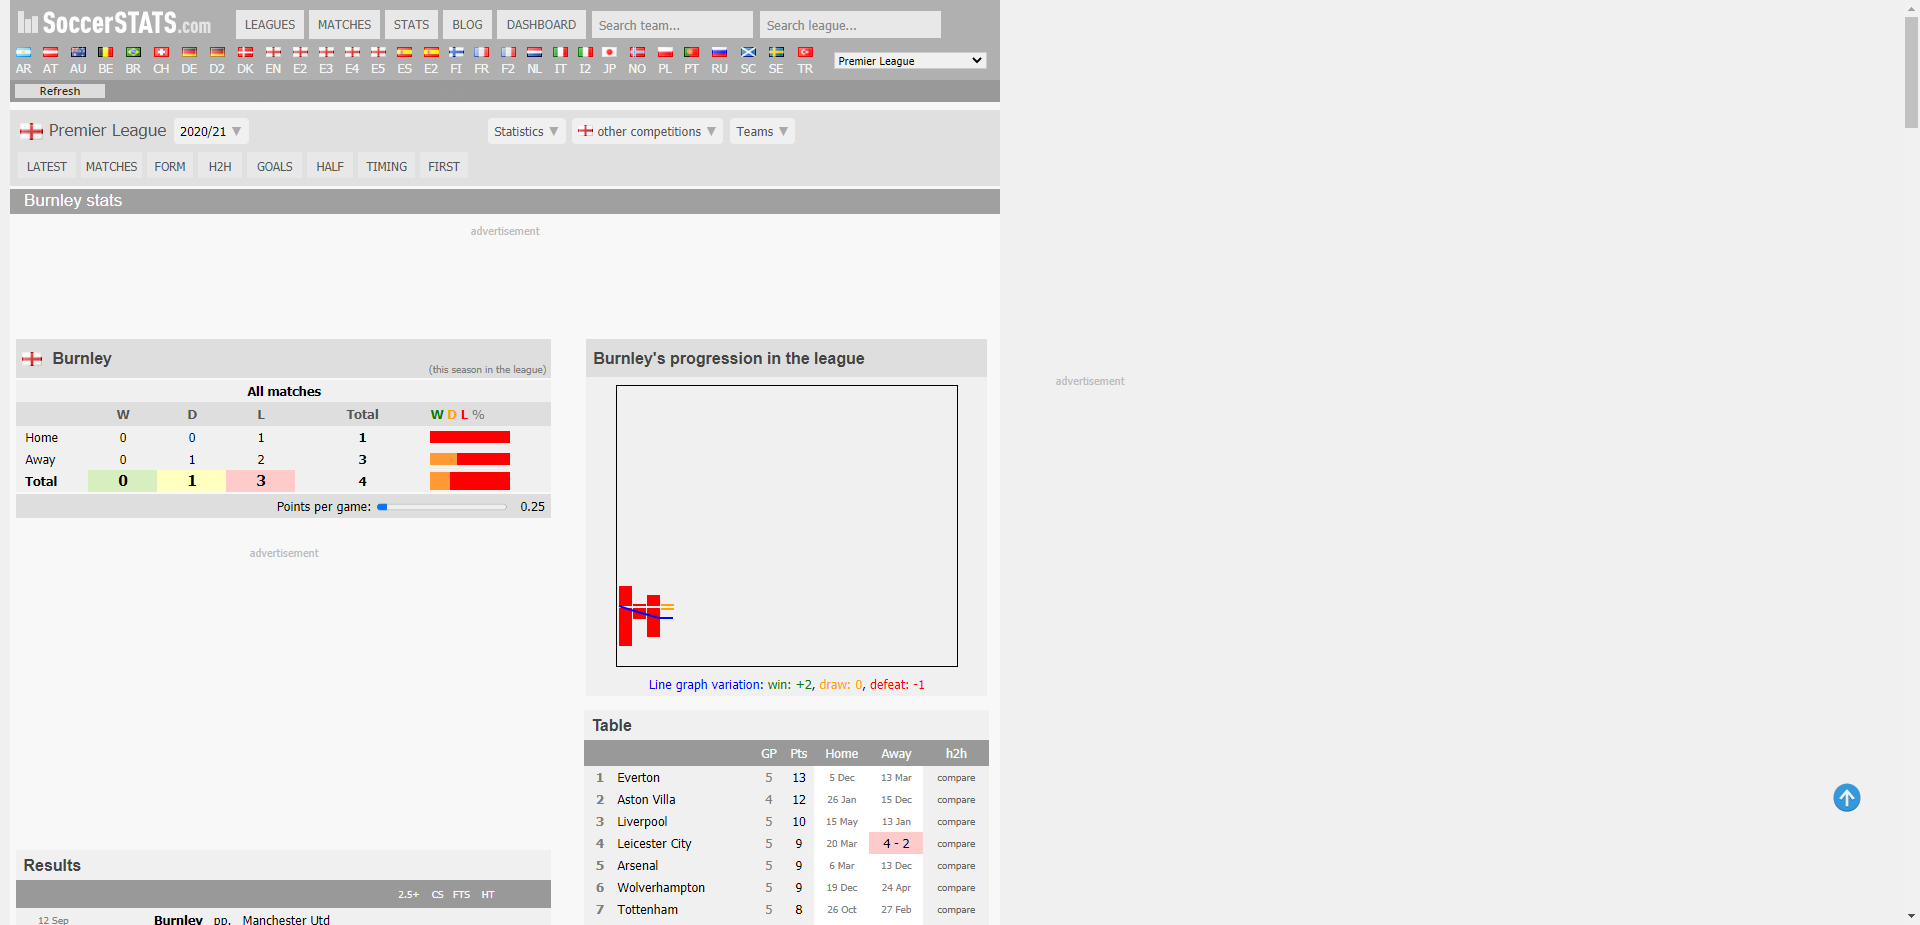 SoccerSTATS.com LEAGUES MATCHES STATS BLOG DASHBOARD Search team... Search league...
AR AT AU BE BR CH DE D2 DK EN E2 E3 E4 E5 ES E2 FI FR F2 NL IT I2 JP NO PL PT RU SC SE TR Premier League
Refresh
Premier League 2020/21 ▼ Statistics ▼ other competitions ▼ Teams ▼
LATEST MATCHES FORM H2H GOALS HALF TIMING FIRST
Burnley stats
advertisement
Burnley
(this season in the league)
All matches
W D L Total W D L %
Home 0 0 1 1
Away 0 1 2 3
Total 0 1 3 4
Points per game: 0.25
advertisement
Results
2.5+ CS FTS HT
12 Sep Burnley pp. Manchester Utd
Burnley's progression in the league
Line graph variation: win: +2, draw: 0, defeat: -1
Table
GP Pts Home Away h2h
1 Everton 5 13 5 Dec 13 Mar compare
2 Aston Villa 4 12 26 Jan 15 Dec compare
3 Liverpool 5 10 15 May 13 Jan compare
4 Leicester City 5 9 20 Mar 4 - 2 compare
5 Arsenal 5 9 6 Mar 13 Dec compare
6 Wolverhampton 5 9 19 Dec 24 Apr compare
7 Tottenham 5 8 26 Oct 27 Feb compare
advertisement